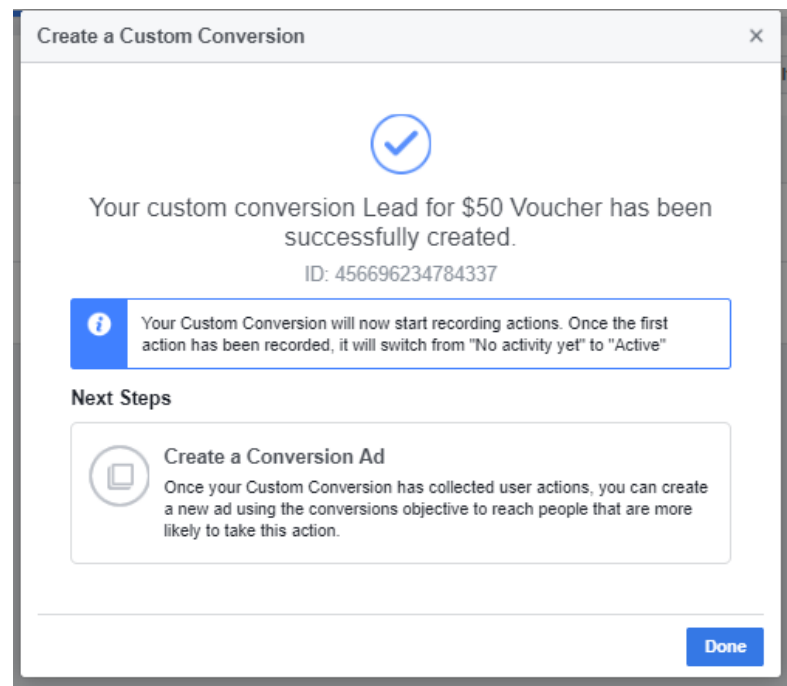 Create a Custom Conversion
Your custom conversion Lead for $50 Voucher has been
successfully created.
ID: 456696234784337
Your Custom Conversion will now start recording actions. Once the first
action has been recorded, it will switch from "No activity yet" to "Active"
Next Steps
Create a Conversion Ad
Once your Custom Conversion has collected user actions, you can create
a new ad using the conversions objective to reach people that are more
likely to take this action.
Done